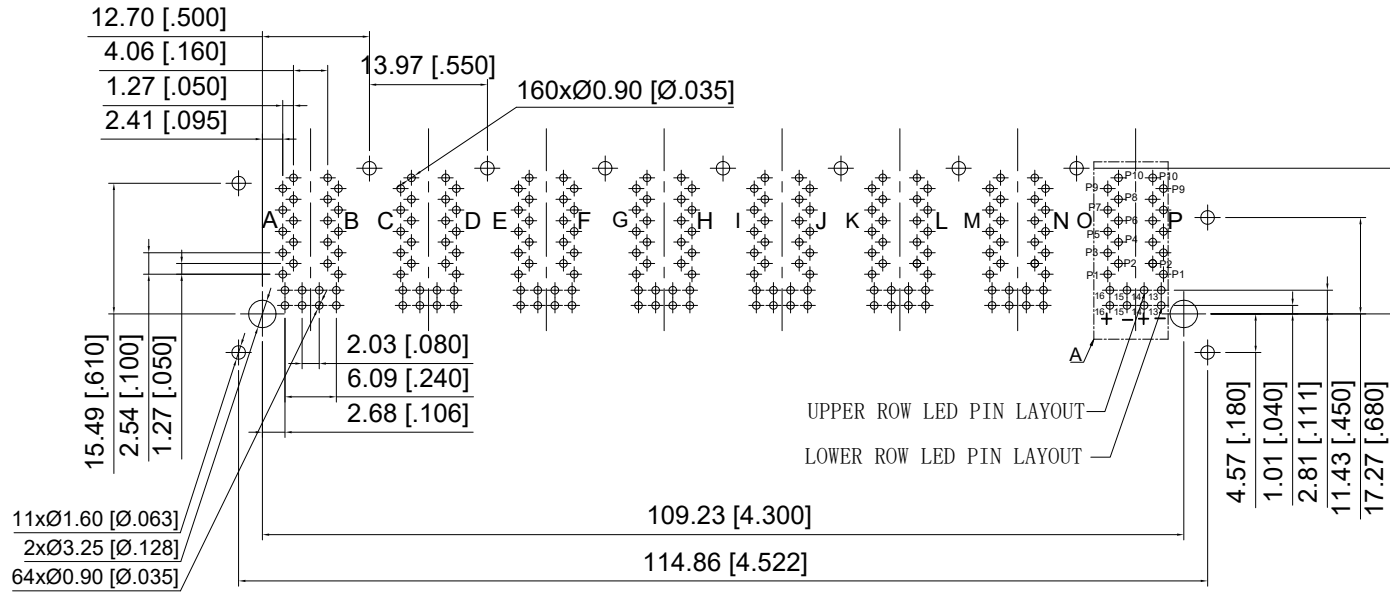 12.70 [.500]
4.06 [.160]
13.97 [.550]
1.27 [.050]
160xØ0.90 [Ø.035]
2.41 [.095]
A B C D E F G H I J K L M N O P
P10 P10
P9 P9
P8
P7
P6
P5
P4
P3
P2 P2
P1 P1
16 15 14 13
16 15 14 13
+ − + −
A
15.49 [.610]
2.54 [.100]
1.27 [.050]
2.03 [.080]
6.09 [.240]
2.68 [.106]
UPPER ROW LED PIN LAYOUT
LOWER ROW LED PIN LAYOUT
4.57 [.180]
1.01 [.040]
2.81 [.111]
11.43 [.450]
17.27 [.680]
11xØ1.60 [Ø.063]
2xØ3.25 [Ø.128]
64xØ0.90 [Ø.035]
109.23 [4.300]
114.86 [4.522]